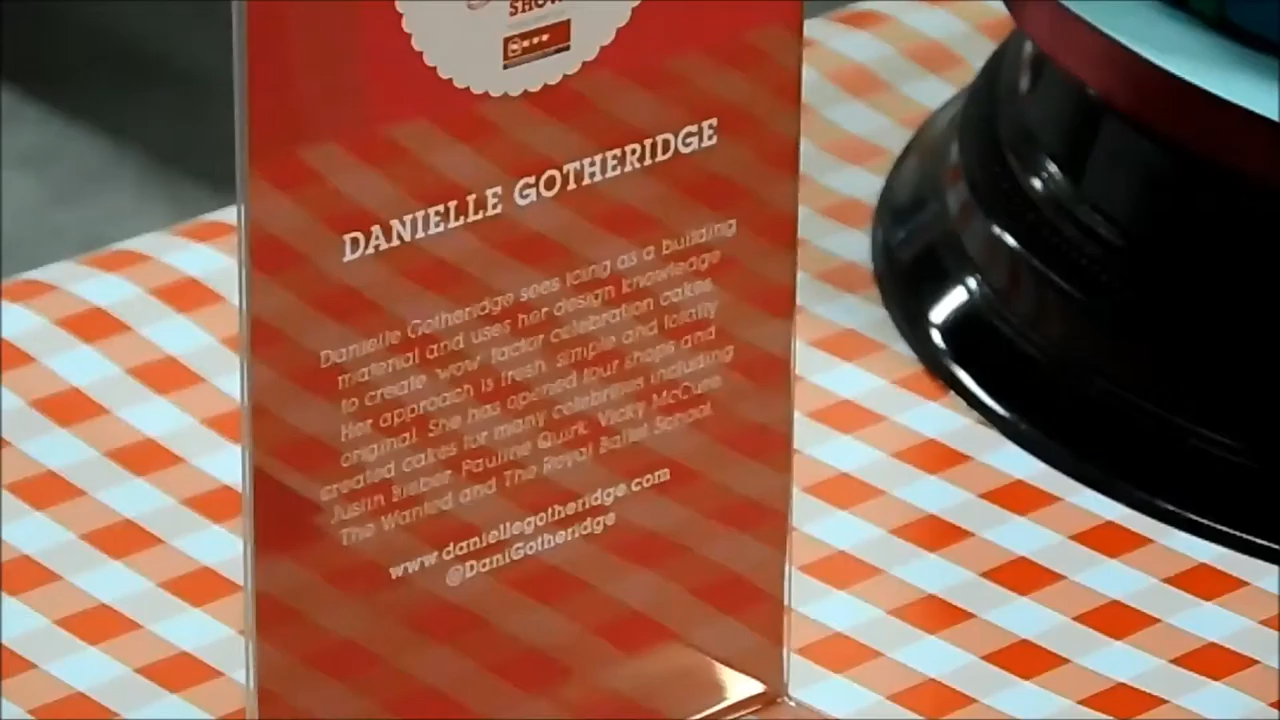 SHOW
DANIELLE GOTHERIDGE
Danielle Gotheridge sees icing as a building
material and uses her design knowledge
to create 'wow' factor celebration cakes.
Her approach is fresh, simple and totally
original. She has opened four shops and
created cakes for many celebrities including
Justin Bieber, Pauline Quirk, Vicky McClure,
The Wanted and The Royal Ballet School.
www.daniellegotheridge.com
@DaniGotheridge